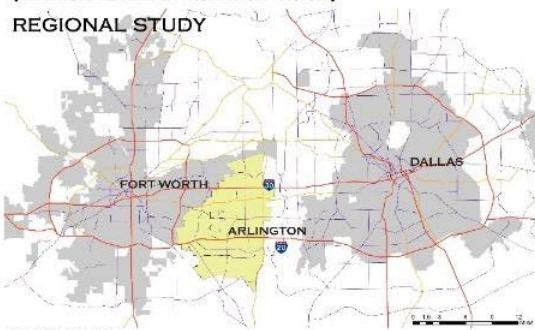 REGIONAL STUDY
DALLAS
FORT WORTH
30
ARLINGTON
20